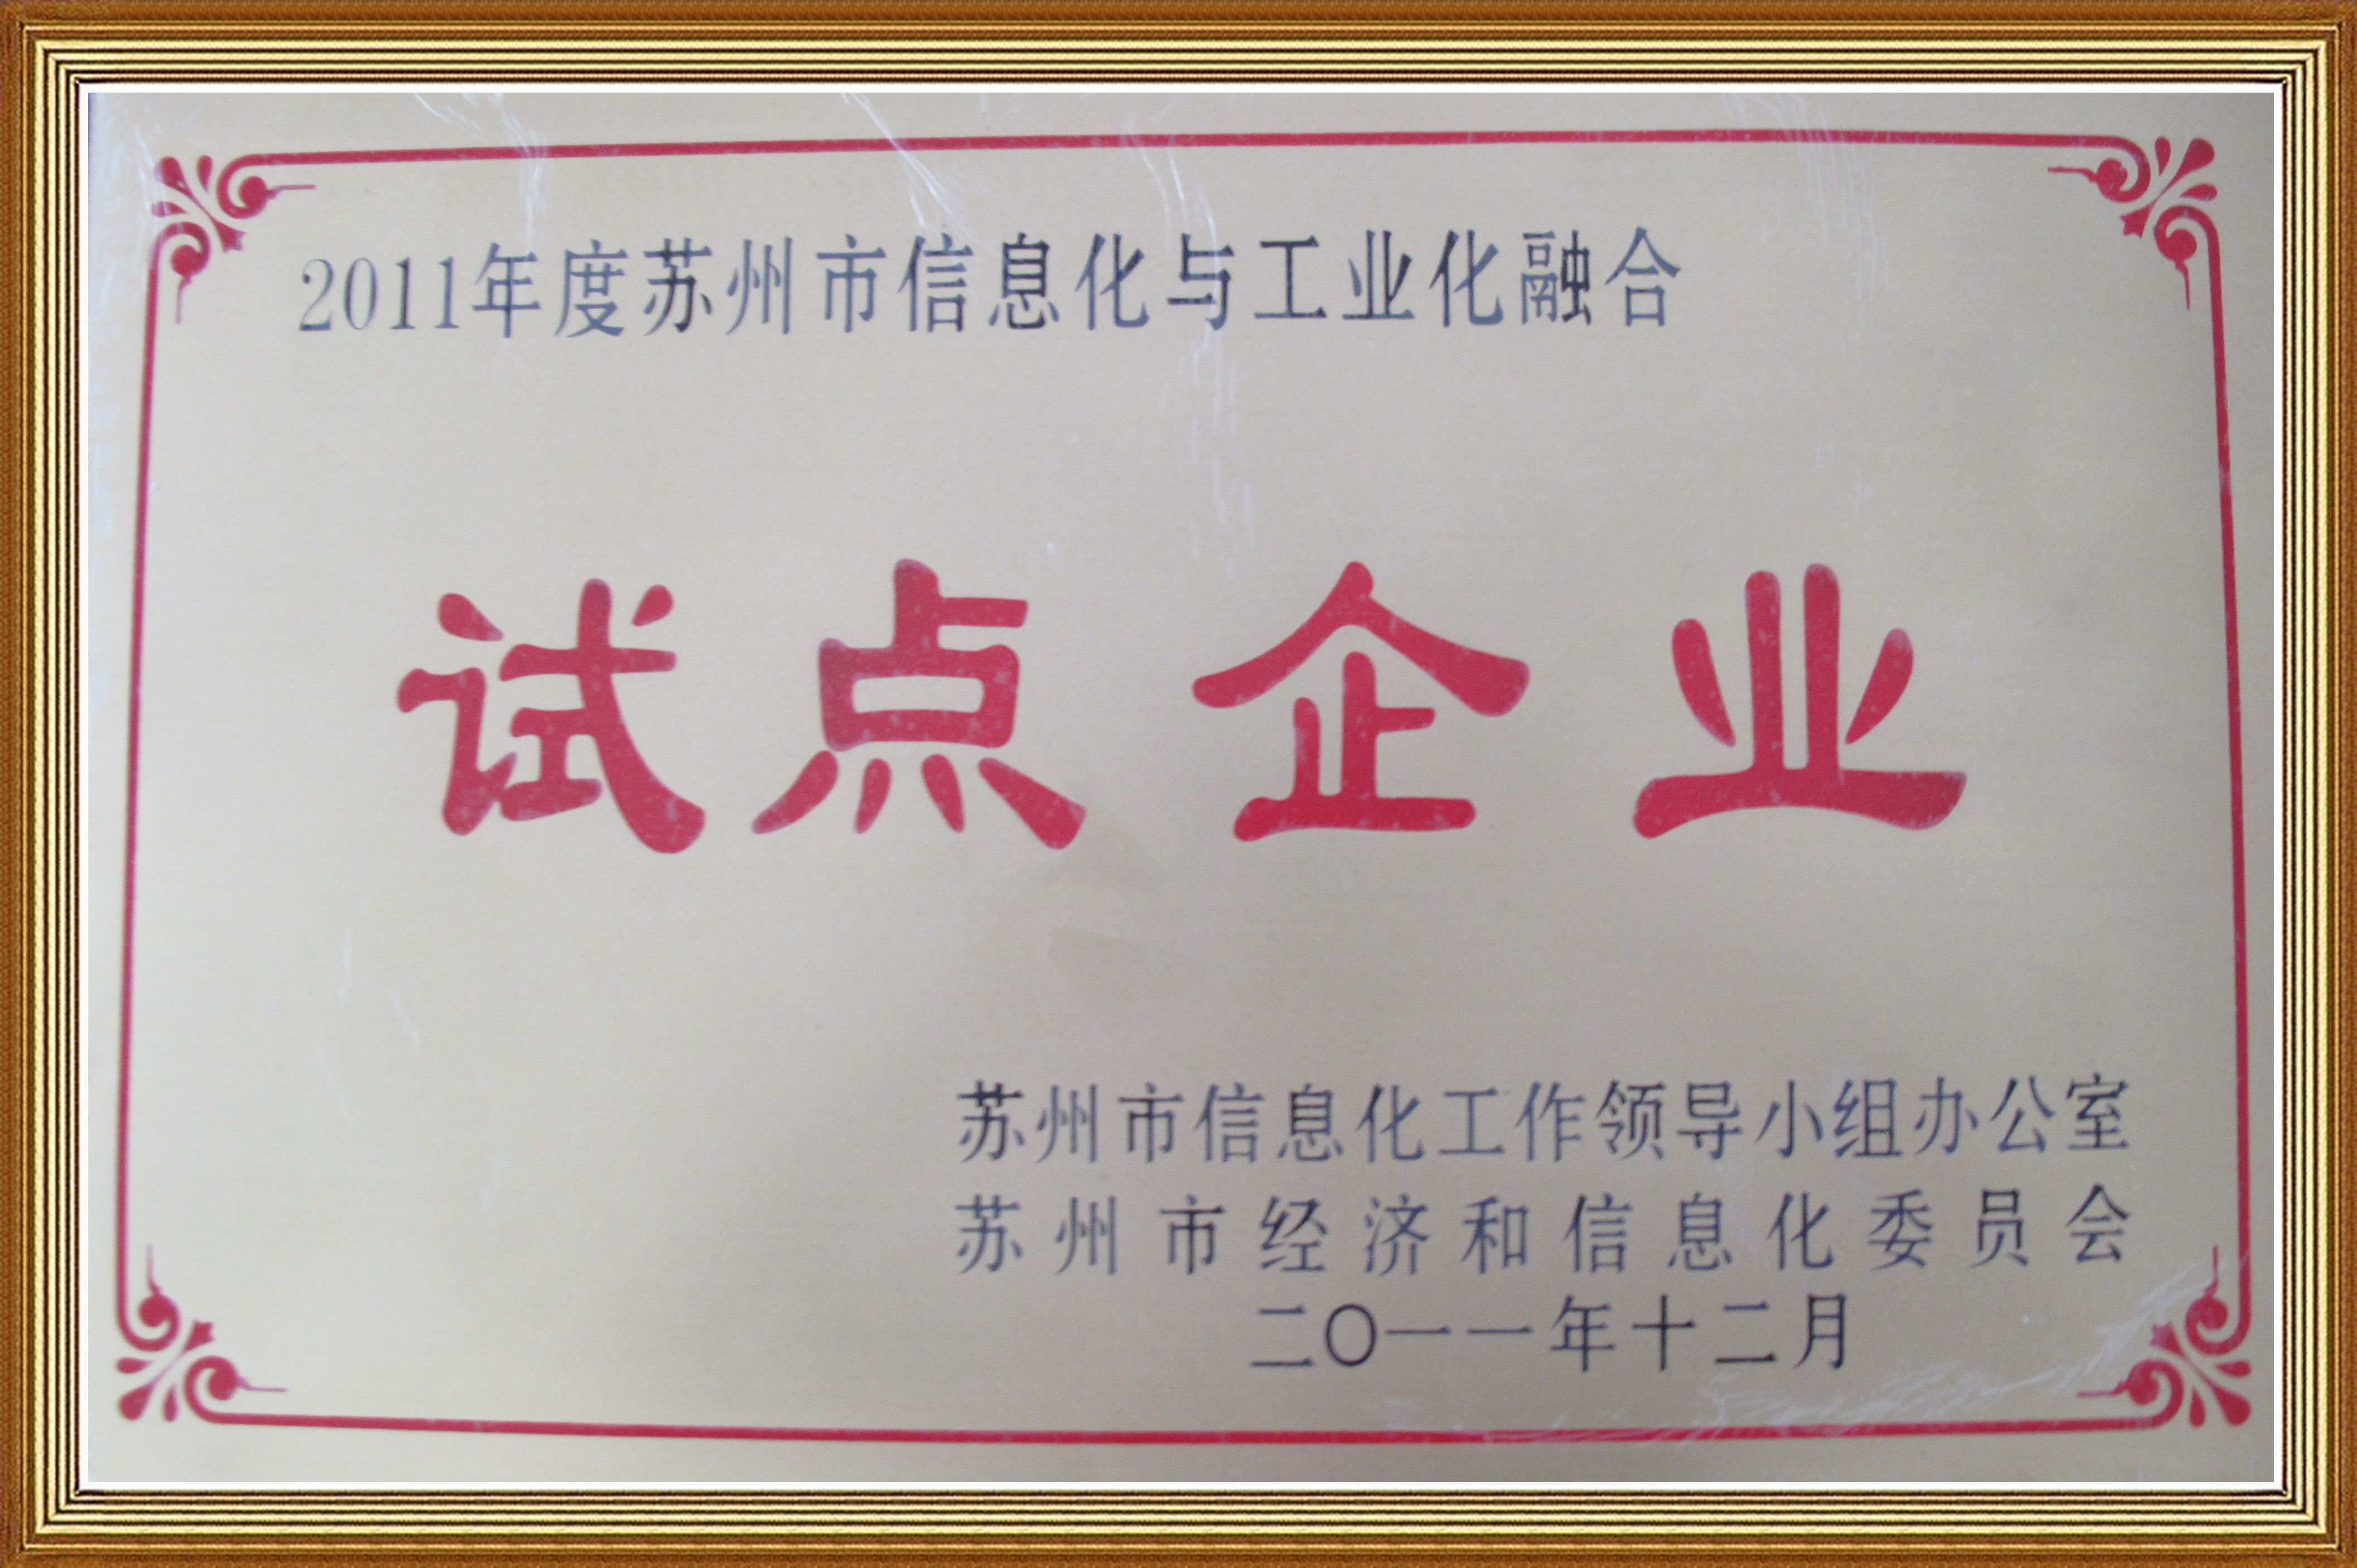 2011年度苏州市信息化与工业化融合
试点企业
苏州市信息化工作领导小组办公室
苏州市经济和信息化委员会
二〇一一年十二月